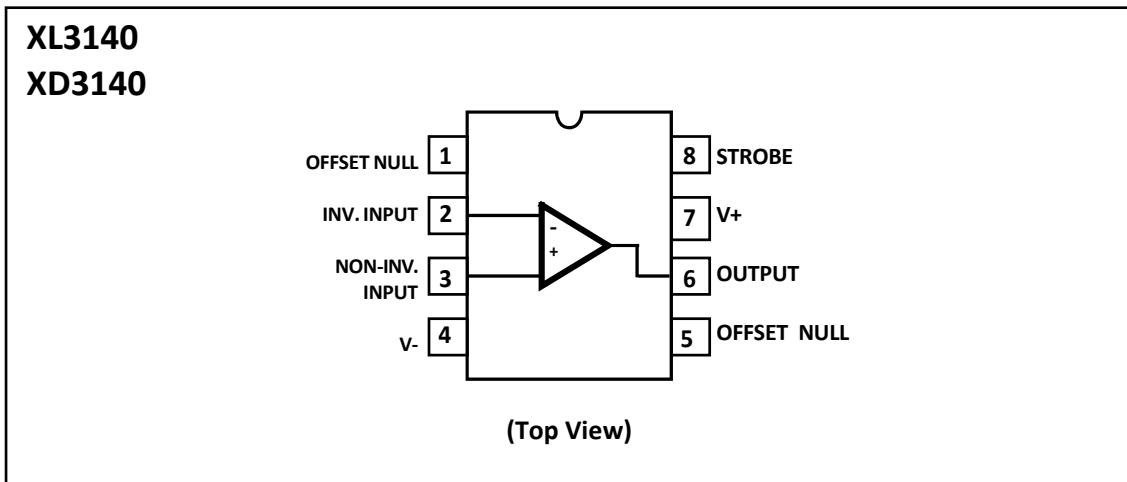 XL3140
XD3140
OFFSET NULL 1
INV. INPUT 2
NON-INV.
INPUT 3
V- 4
-
+
8 STROBE
7 V+
6 OUTPUT
5 OFFSET NULL
(Top View)